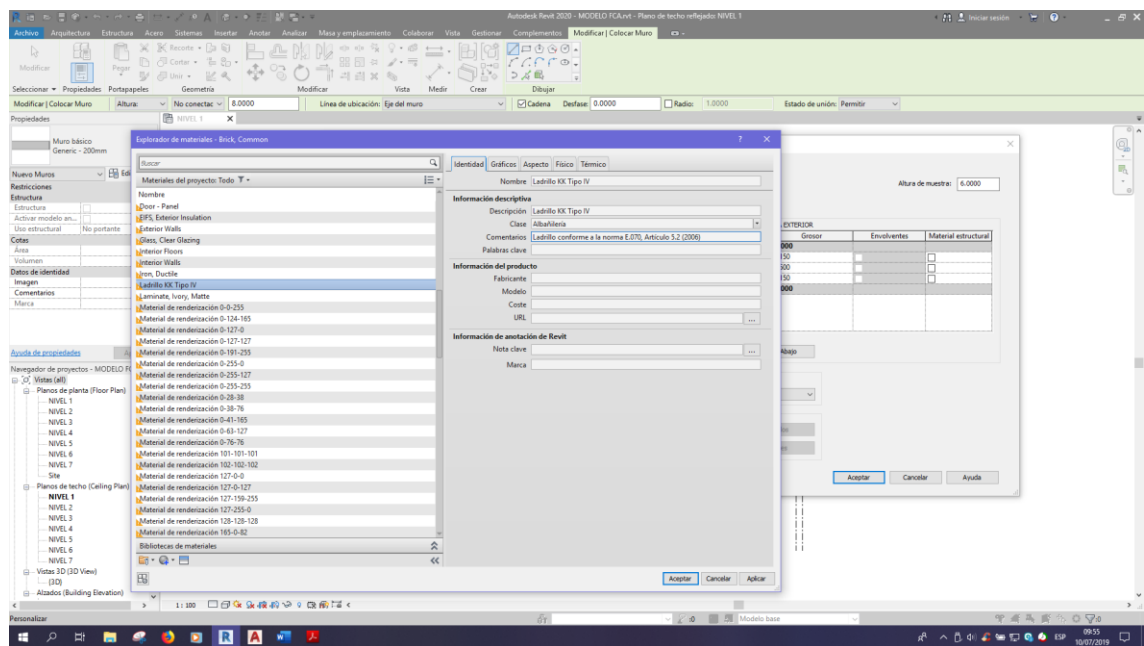 Autodesk Revit 2020 - MODELO FCA.rvt - Plano de techo reflejado: NIVEL 1
Iniciar sesión
Archivo Arquitectura Estructura Acero Sistemas Insertar Anotar Analizar Masa y emplazamiento Colaborar Vista Gestionar Complementos Modificar | Colocar Muro
Modificar
Pegar
Recorte
Cortar
Unir
Seleccionar Propiedades Portapapeles Geometría Modificar Vista Medir Crear Dibujar
Modificar | Colocar Muro Altura: No conectac 8.0000 Línea de ubicación: Eje del muro Cadena Desfase: 0.0000 Radio: 1.0000 Estado de unión: Permitir
Propiedades
NIVEL 1
Muro básico
Generic - 200mm
Nuevo Muros
Restricciones
Estructura
Estructura
Activar modelo an...
Uso estructural No portante
Cotas
Área
Volumen
Datos de identidad
Imagen
Comentarios
Marca
Ayuda de propiedades
Navegador de proyectos - MODELO F
Vistas (all)
Planos de planta (Floor Plan)
NIVEL 1
NIVEL 2
NIVEL 3
NIVEL 4
NIVEL 5
NIVEL 6
NIVEL 7
Site
Planos de techo (Ceiling Plan)
NIVEL 1
NIVEL 2
NIVEL 3
NIVEL 4
NIVEL 5
NIVEL 6
NIVEL 7
Vistas 3D (3D View)
{3D}
Alzados (Building Elevation)
Explorador de materiales - Brick, Common
Buscar
Materiales del proyecto: Todo
Nombre
Door - Panel
EIFS, Exterior Insulation
Exterior Walls
Glass, Clear Glazing
Interior Floors
Interior Walls
Iron, Ductile
Ladrillo KK Tipo IV
Laminate, Ivory, Matte
Material de renderización 0-0-255
Material de renderización 0-124-165
Material de renderización 0-127-0
Material de renderización 0-127-127
Material de renderización 0-191-255
Material de renderización 0-255-0
Material de renderización 0-255-127
Material de renderización 0-255-255
Material de renderización 0-28-38
Material de renderización 0-38-76
Material de renderización 0-41-165
Material de renderización 0-63-127
Material de renderización 0-76-76
Material de renderización 101-101-101
Material de renderización 102-102-102
Material de renderización 127-0-0
Material de renderización 127-0-127
Material de renderización 127-159-255
Material de renderización 127-255-0
Material de renderización 128-128-128
Material de renderización 165-0-82
Bibliotecas de materiales
Identidad Gráficos Aspecto Físico Térmico
Nombre Ladrillo KK Tipo IV
Información descriptiva
Descripción Ladrillo KK Tipo IV
Clase Albañilería
Comentarios Ladrillo conforme a la norma E.070, Artículo 5.2 (2006)
Palabras clave
Información del producto
Fabricante
Modelo
Coste
URL
Información de anotación de Revit
Nota clave
Marca
Aceptar Cancelar Aplicar
Altura de muestra: 6.0000
EXTERIOR
Grosor Envolventes Material estructural
Abajo
Aceptar Cancelar Ayuda
1 : 100
Personalizar
:0 Modelo base :0
ESP
09:55
10/07/2019